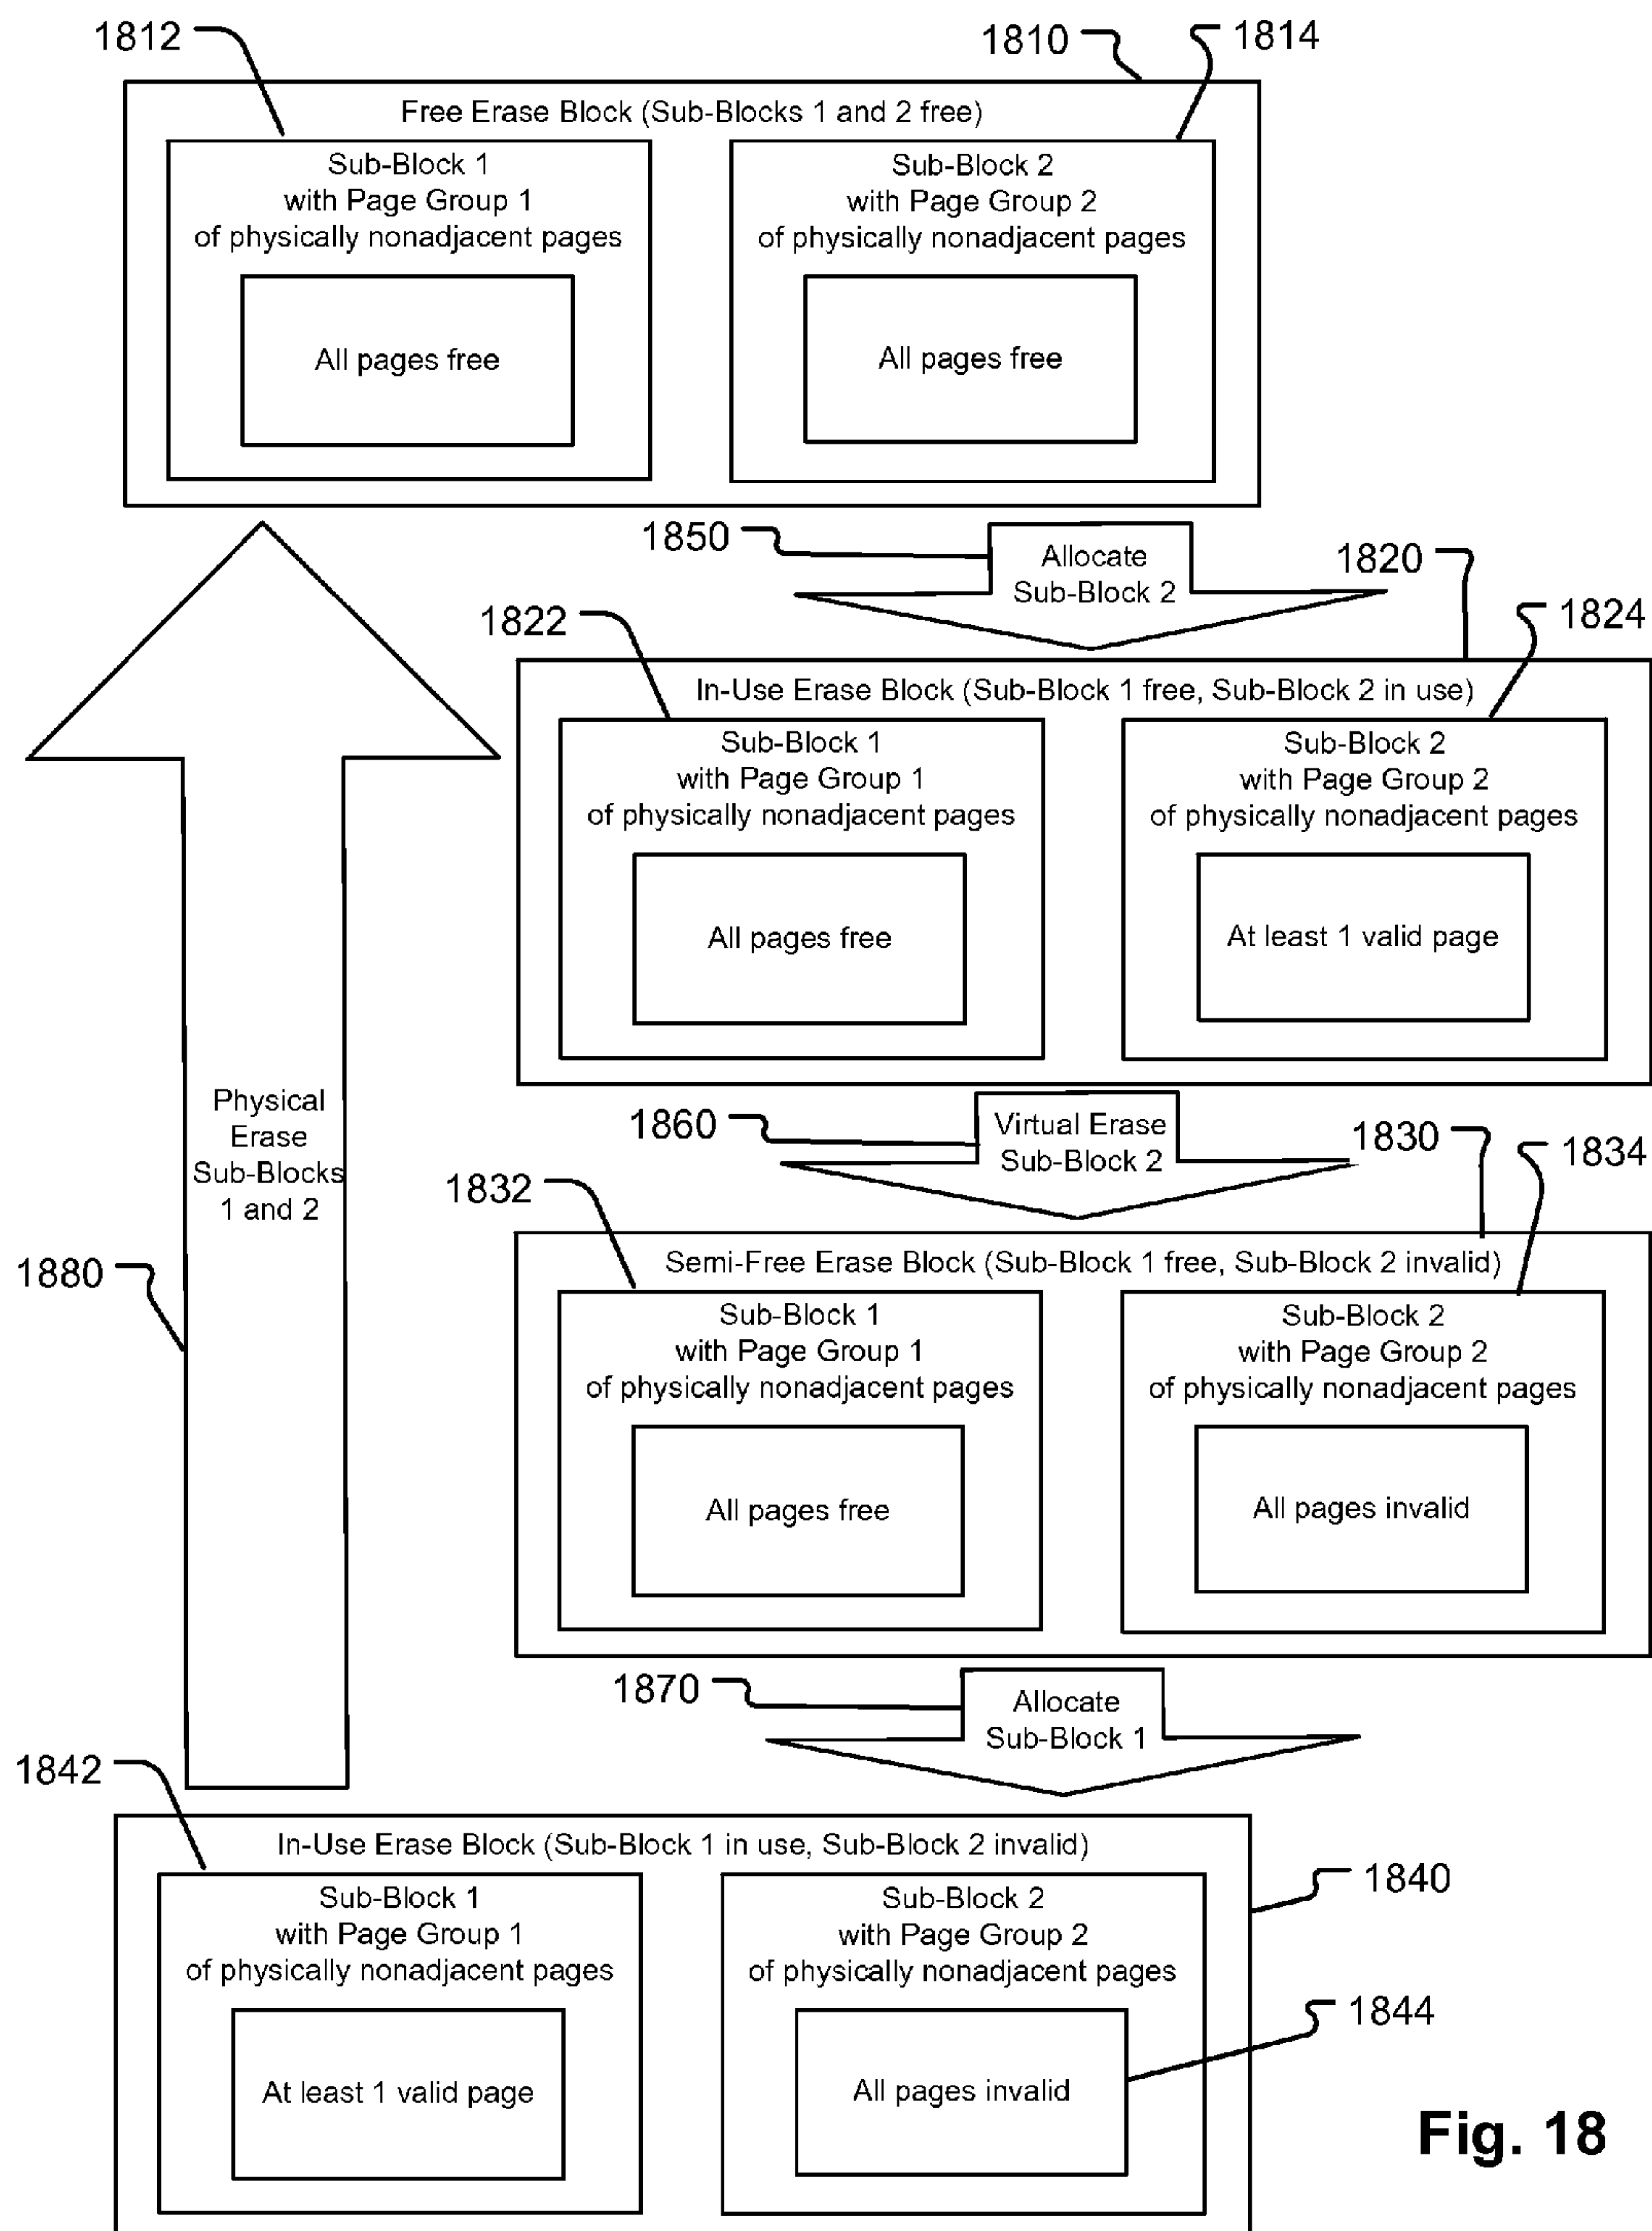 1812
1810
1814
Free Erase Block (Sub-Blocks 1 and 2 free)
Sub-Block 1
with Page Group 1
of physically nonadjacent pages
All pages free
Sub-Block 2
with Page Group 2
of physically nonadjacent pages
All pages free
1850
Allocate
Sub-Block 2
1820
1822
1824
In-Use Erase Block (Sub-Block 1 free, Sub-Block 2 in use)
Sub-Block 1
with Page Group 1
of physically nonadjacent pages
All pages free
Sub-Block 2
with Page Group 2
of physically nonadjacent pages
At least 1 valid page
Physical
Erase
Sub-Blocks
1 and 2
1880
1860
Virtual Erase
Sub-Block 2
1830
1834
1832
Semi-Free Erase Block (Sub-Block 1 free, Sub-Block 2 invalid)
Sub-Block 1
with Page Group 1
of physically nonadjacent pages
All pages free
Sub-Block 2
with Page Group 2
of physically nonadjacent pages
All pages invalid
1870
Allocate
Sub-Block 1
1842
In-Use Erase Block (Sub-Block 1 in use, Sub-Block 2 invalid)
1840
Sub-Block 1
with Page Group 1
of physically nonadjacent pages
At least 1 valid page
Sub-Block 2
with Page Group 2
of physically nonadjacent pages
All pages invalid
1844
Fig. 18